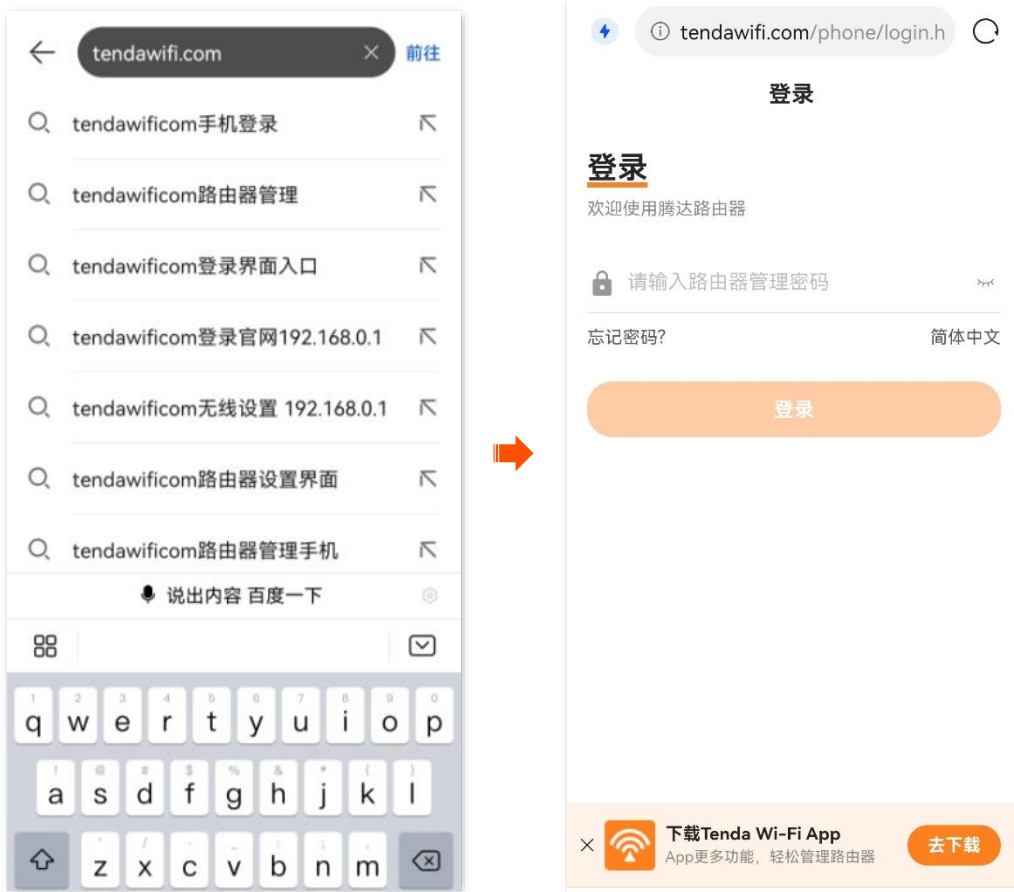 tendawifi.com
前往
tendawificom手机登录
tendawificom路由器管理
tendawificom登录界面入口
tendawificom登录官网192.168.0.1
tendawificom无线设置 192.168.0.1
tendawificom路由器设置界面
tendawificom路由器管理手机
说出内容 百度一下
1 2 3 4 5 6 7 8 9 0
q w e r t y u i o p
! @ # $ % & * ( )
a s d f g h j k l
z x c v b n m
tendawifi.com/phone/login.h
登录
登录
欢迎使用腾达路由器
请输入路由器管理密码
忘记密码?
简体中文
登录
下载Tenda Wi-Fi App
App更多功能，轻松管理路由器
去下载